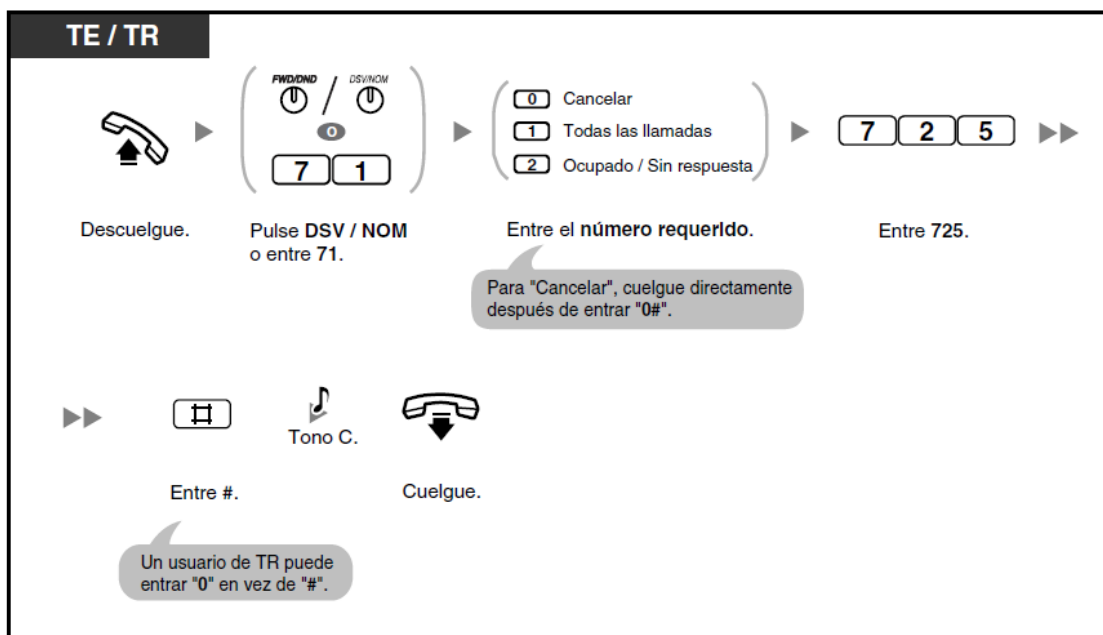 TE / TR
FWD/DND / DSV/NOM
O
7 1
0 Cancelar
1 Todas las llamadas
2 Ocupado / Sin respuesta
7 2 5
Descuelgue.
Pulse DSV / NOM
o entre 71.
Entre el número requerido.
Para "Cancelar", cuelgue directamente
después de entrar "0#".
Entre 725.
#
Tono C.
Entre #.
Un usuario de TR puede
entrar "0" en vez de "#".
Cuelgue.